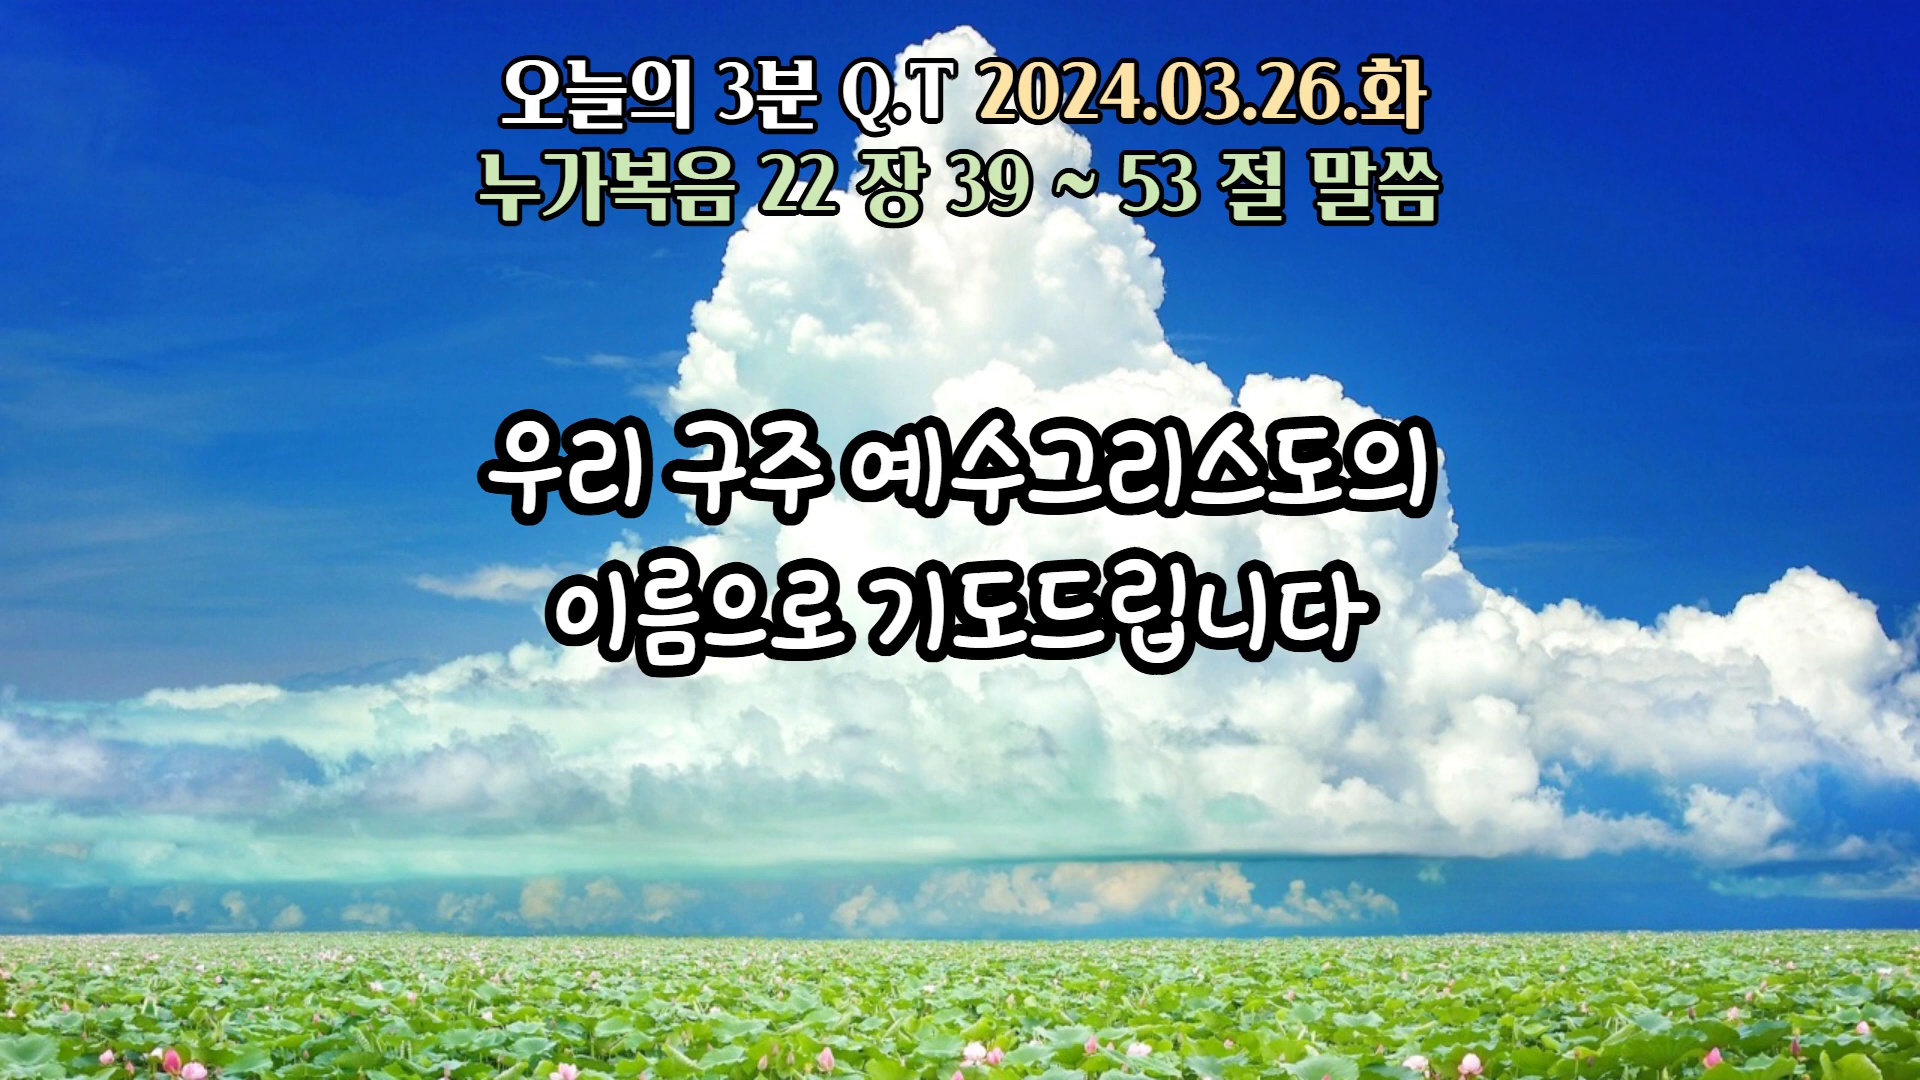 오늘의 3분 Q.T 2024.03.26.화
누가복음 22 장 39 ~ 53 절 말씀
우리 구주 예수그리스도의
이름으로 기도드립니다